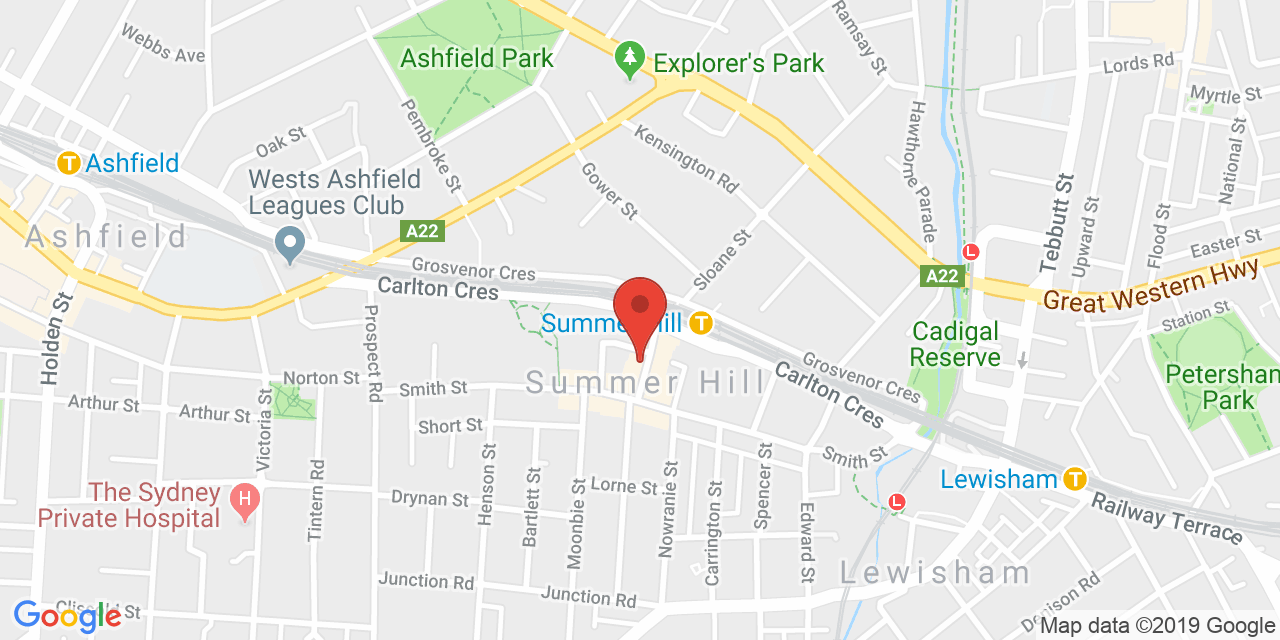 Webbs Ave
Ashfield Park
Explorer's Park
Ramsay St
Lords Rd
Myrtle St
Oak St
Pembroke St
Kensington Rd
Hawthorne Parade
National St
T Ashfield
Wests Ashfield
Leagues Club
Gower St
Tebbutt St
Upward St
Flood St
Ashfield
A22
Sloane St
L
Easter St
Grosvenor Cres
Carlton Cres
A22
Great Western Hwy
Holden St
Prospect Rd
Summer Hill T
Station St
Cadigal
Reserve
Grosvenor Cres
Carlton Cres
Petersham
Park
Norton St
Smith St
Summer Hill
Arthur St
Arthur St
Victoria St
Short St
Smith St
The Sydney
Private Hospital
H
Tintern Rd
Drynan St
Henson St
Bartlett St
Moonbie St
Lorne St
Nowranie St
Carrington St
Spencer St
Edward St
L
Lewisham T
Railway Terrace
Lewisham
Junction Rd
Junction Rd
Denison Rd
Google
Map data ©2019 Google